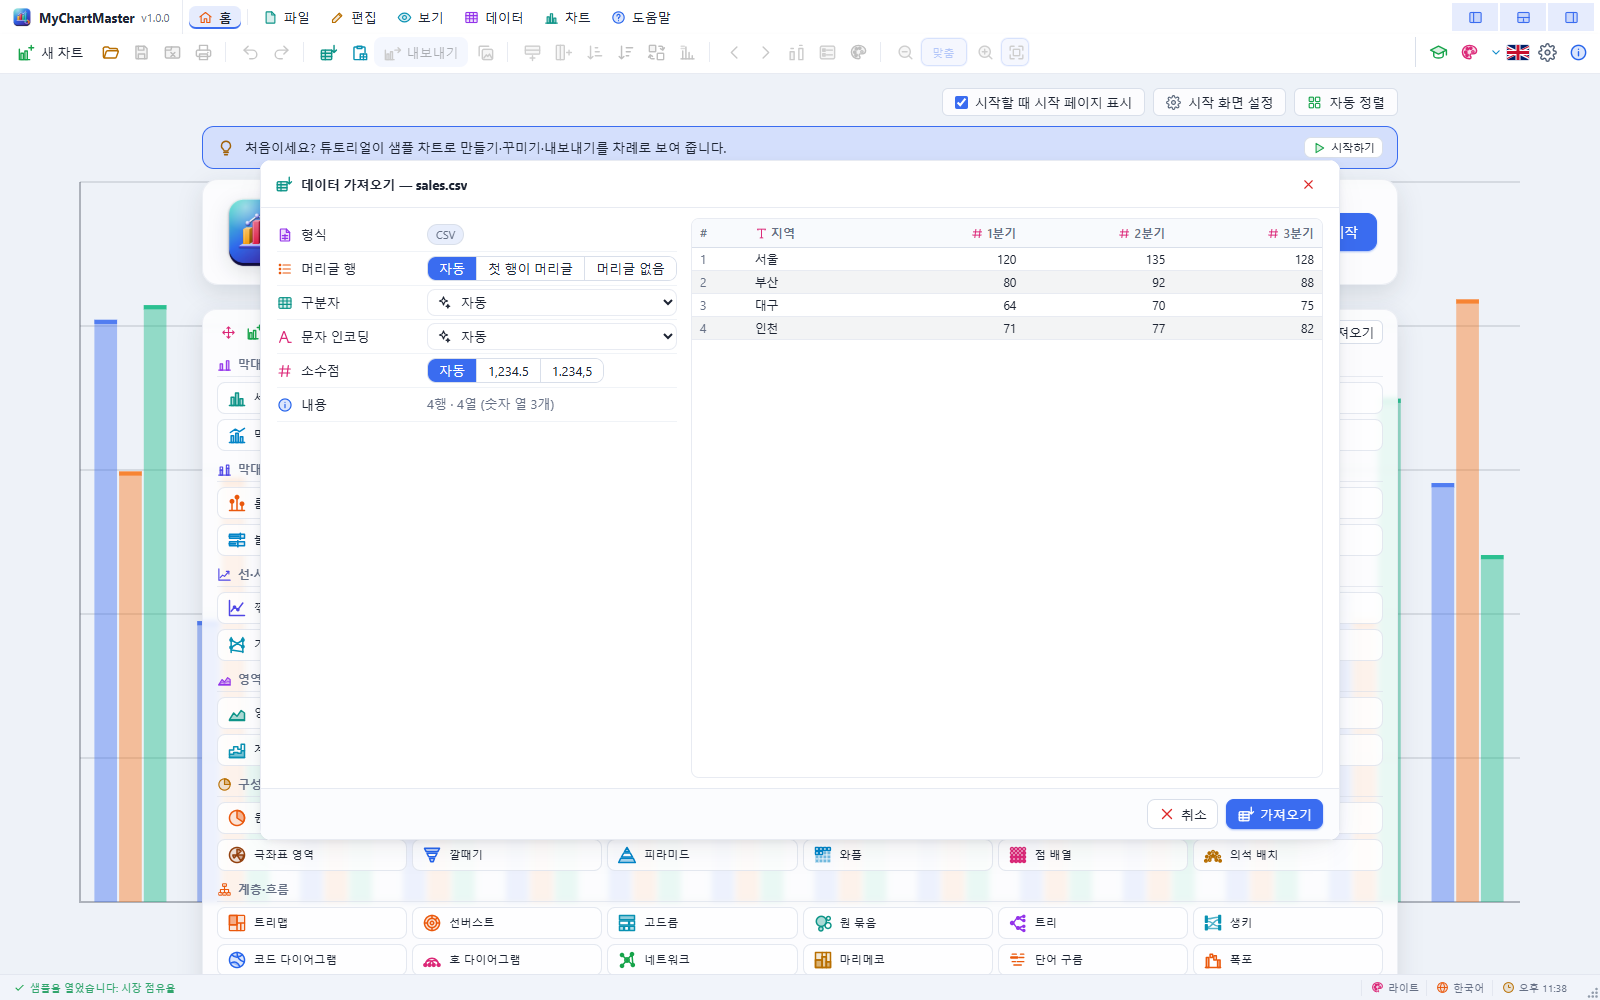 MyChartMaster v1.0.0 홈 파일 편집 보기 데이터 차트 도움말
새 차트 내보내기 맞춤
시작할 때 시작 페이지 표시 시작 화면 설정 자동 정렬
처음이세요? 튜토리얼이 샘플 차트로 만들기·꾸미기·내보내기를 차례로 보여 줍니다. 시작하기
데이터 가져오기 — sales.csv
형식 CSV
머리글 행 자동 첫 행이 머리글 머리글 없음
구분자 자동
문자 인코딩 자동
소수점 자동 1,234.5 1.234,5
내용 4행 · 4열 (숫자 열 3개)
# 지역 # 1분기 # 2분기 # 3분기
1 서울 120 135 128
2 부산 80 92 88
3 대구 64 70 75
4 인천 71 77 82
취소 가져오기
막대
막대
영역
구성
극좌표 영역 깔때기 피라미드 와플 점 배열 의석 배치
계층·흐름
트리맵 선버스트 고드름 원 묶음 트리 생키
코드 다이어그램 호 다이어그램 네트워크 마리메코 단어 구름 폭포
샘플을 열었습니다: 시장 점유율 라이트 한국어 오후 11:38